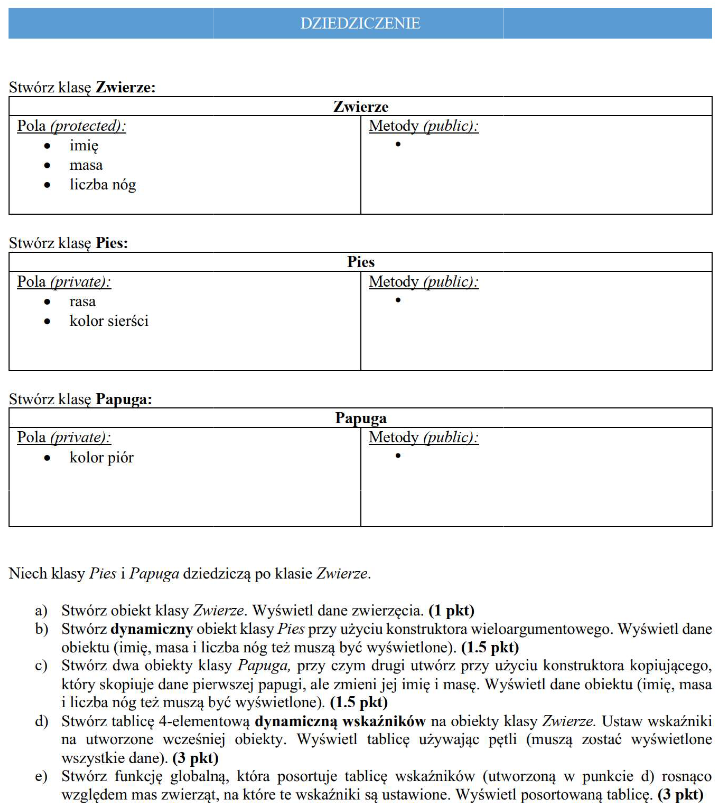 DZIEDZICZENIE
Stwórz klasę Zwierze:
Zwierze
Pola (protected):
• imię
• masa
• liczba nóg
Metody (public):
•
Stwórz klasę Pies:
Pies
Pola (private):
• rasa
• kolor sierści
Metody (public):
•
Stwórz klasę Papuga:
Papuga
Pola (private):
• kolor piór
Metody (public):
•
Niech klasy Pies i Papuga dziedziczą po klasie Zwierze.
a) Stwórz obiekt klasy Zwierze. Wyświetl dane zwierzęcia. (1 pkt)
b) Stwórz dynamiczny obiekt klasy Pies przy użyciu konstruktora wieloargumentowego. Wyświetl dane
obiektu (imię, masa i liczba nóg też muszą być wyświetlone). (1.5 pkt)
c) Stwórz dwa obiekty klasy Papuga, przy czym drugi utwórz przy użyciu konstruktora kopiującego,
który skopiuje dane pierwszej papugi, ale zmieni jej imię i masę. Wyświetl dane obiektu (imię, masa
i liczba nóg też muszą być wyświetlone). (1.5 pkt)
d) Stwórz tablicę 4-elementową dynamiczną wskaźników na obiekty klasy Zwierze. Ustaw wskaźniki
na utworzone wcześniej obiekty. Wyświetl tablicę używając pętli (muszą zostać wyświetlone
wszystkie dane). (3 pkt)
e) Stwórz funkcję globalną, która posortuje tablicę wskaźników (utworzoną w punkcie d) rosnąco
względem mas zwierząt, na które te wskaźniki są ustawione. Wyświetl posortowaną tablicę. (3 pkt)